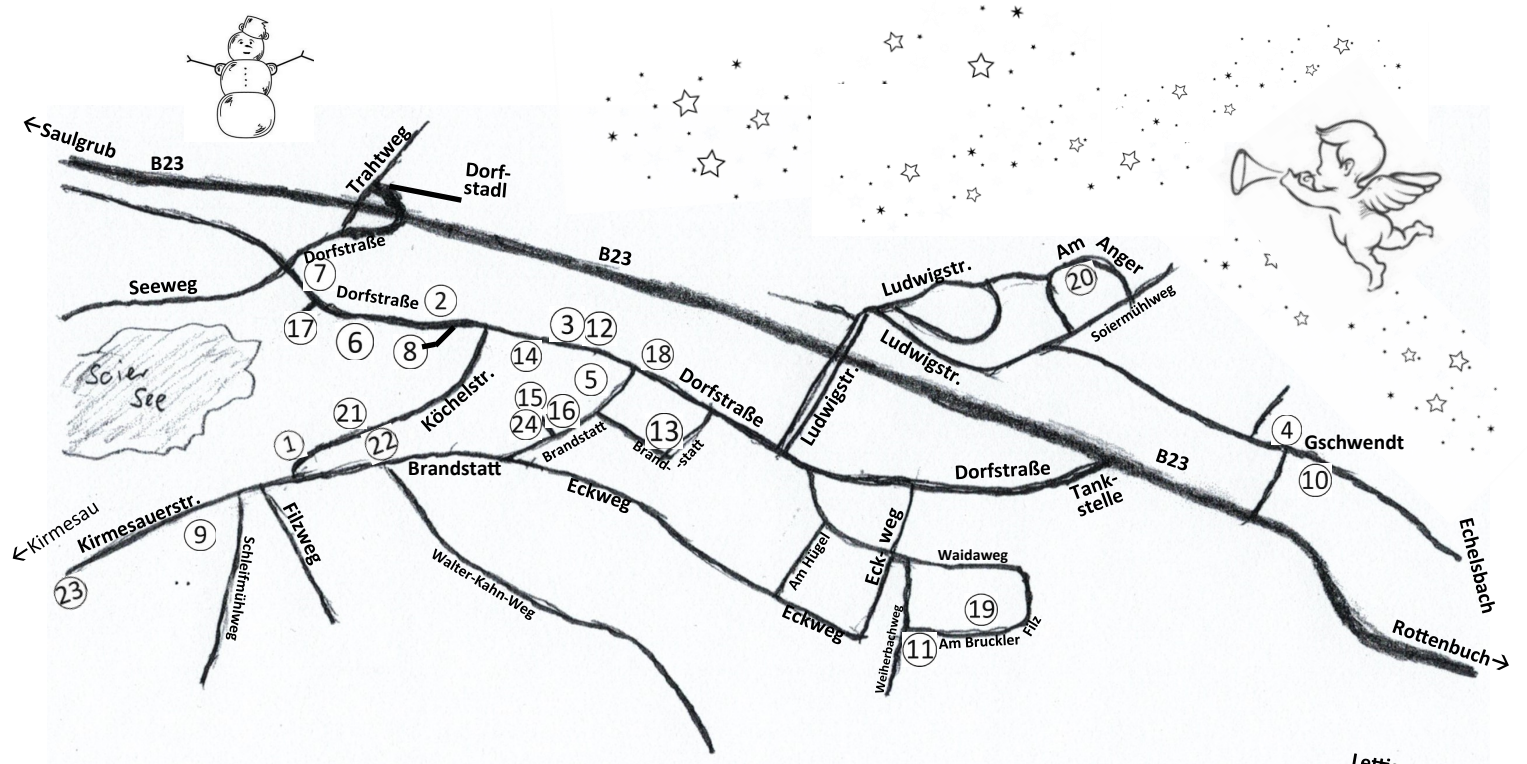 ←Saulgrub
B23
Trahtweg
Dorf-
stadl
Dorfstraße
7
Seeweg
Dorfstraße
2
17
6
8
B23
3
12
14
18
5
Ludwigstr.
Am Anger
20
Soiermühlweg
Ludwigstr.
Ludwigstr.
Soier
See
Köchelstr.
15
16
24
Brandstatt
13
Brand-
-statt
Dorfstraße
21
1
22
Brandstatt
Eckweg
Dorfstraße
Tank-
stelle
B23
4
Gschwendt
10
Echelsbach
Rottenbuch→
←Kirmesau
Kirmesauerstr.
9
23
Schleifmühlweg
Filzweg
Walter-Kahn-Weg
Am Hügel
Eck-weg
Eckweg
Waidaweg
19
Weiherbachweg
11
Am Bruckler
Filz